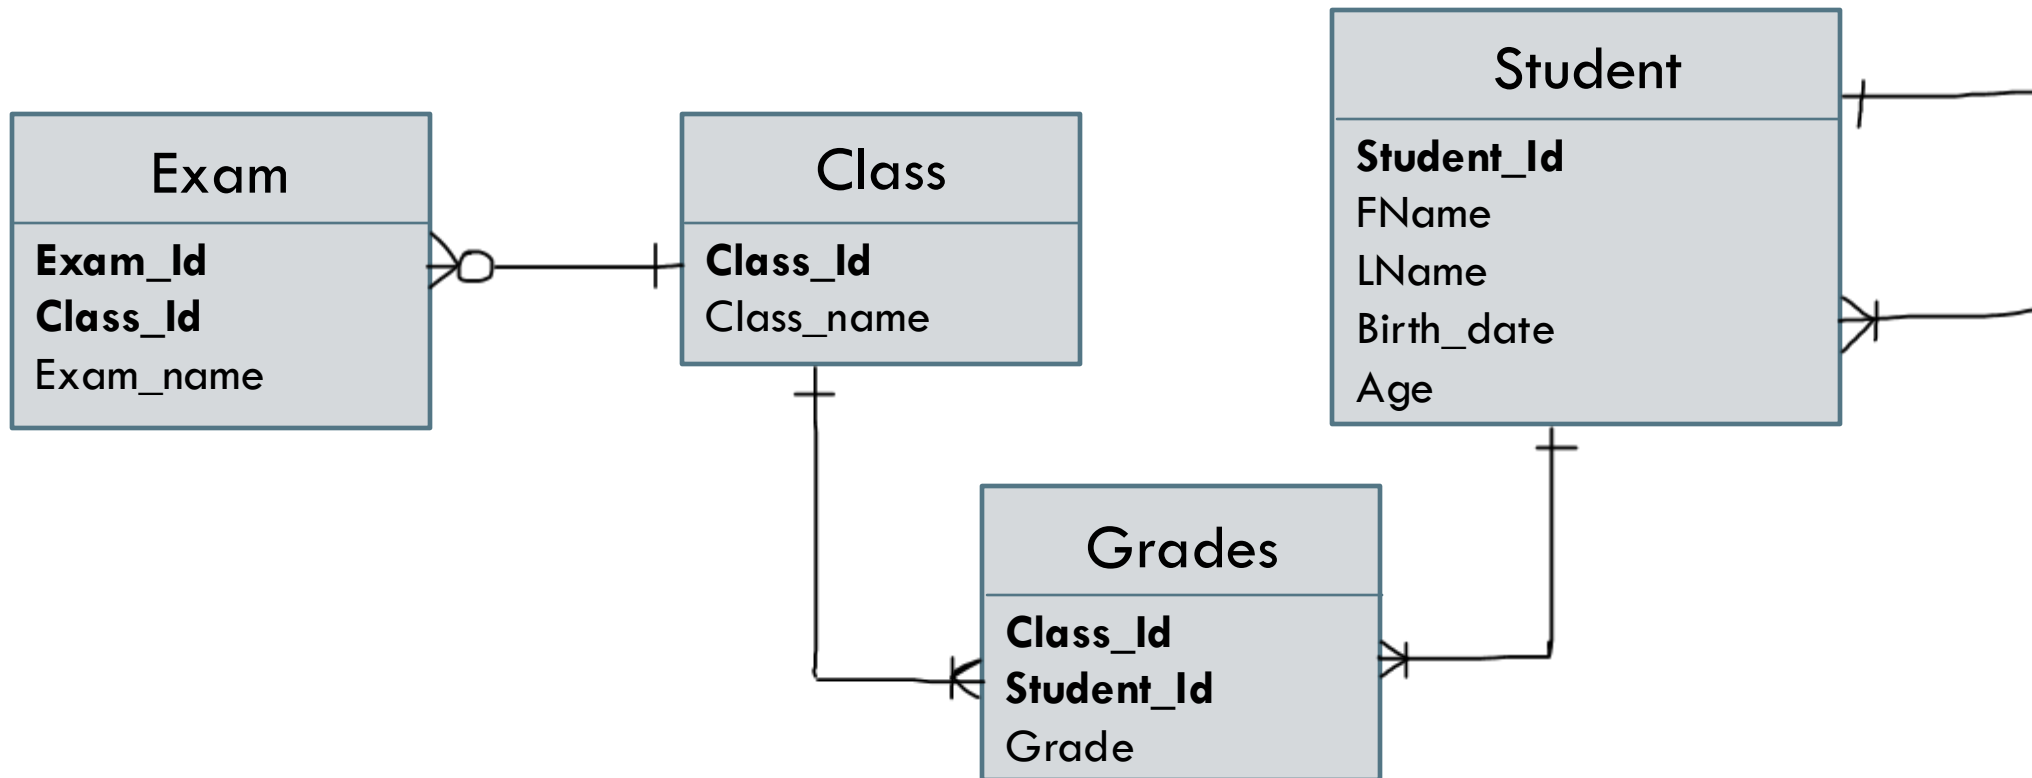 Exam
Exam_Id
Class_Id
Exam_name
Class
Class_Id
Class_name
Student
Student_Id
FName
LName
Birth_date
Age
Grades
Class_Id
Student_Id
Grade